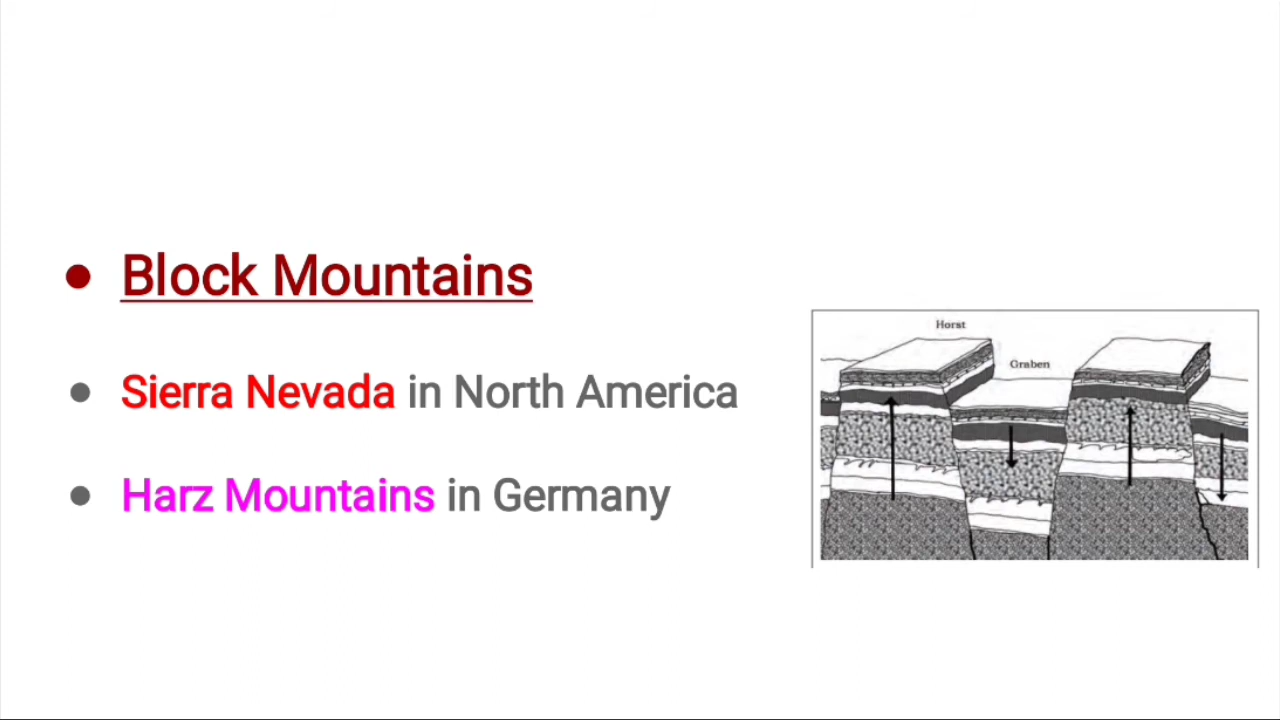 Block Mountains
Sierra Nevada in North America
Harz Mountains in Germany
Horst
Graben